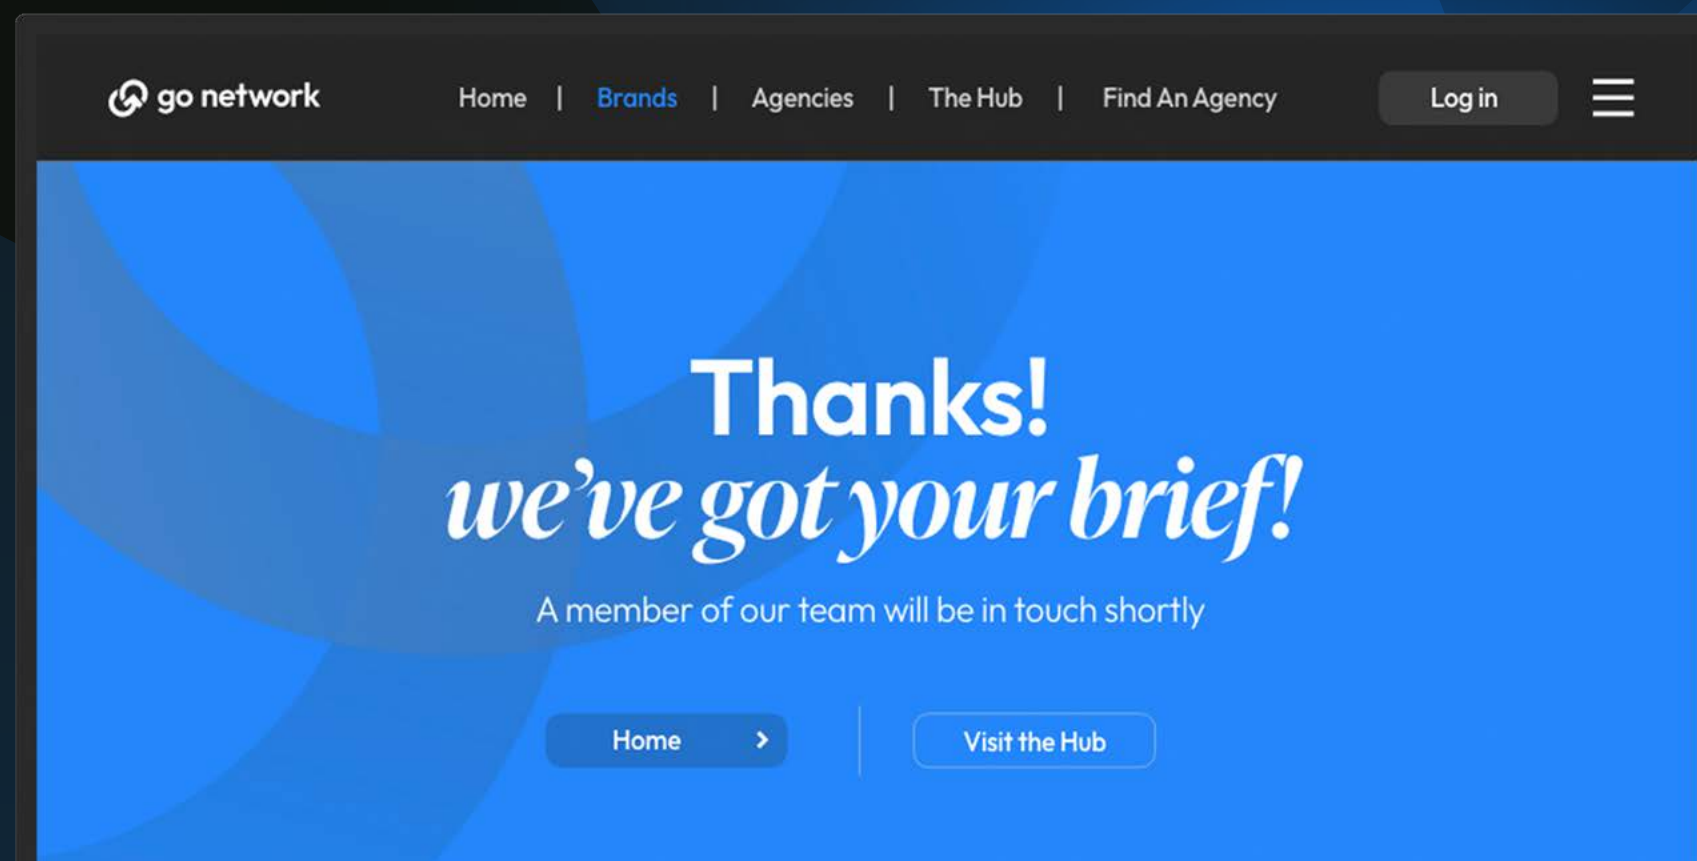 go network
Home | Brands | Agencies | The Hub | Find An Agency
Log in
Thanks!
we've got your brief!
A member of our team will be in touch shortly
Home
Visit the Hub